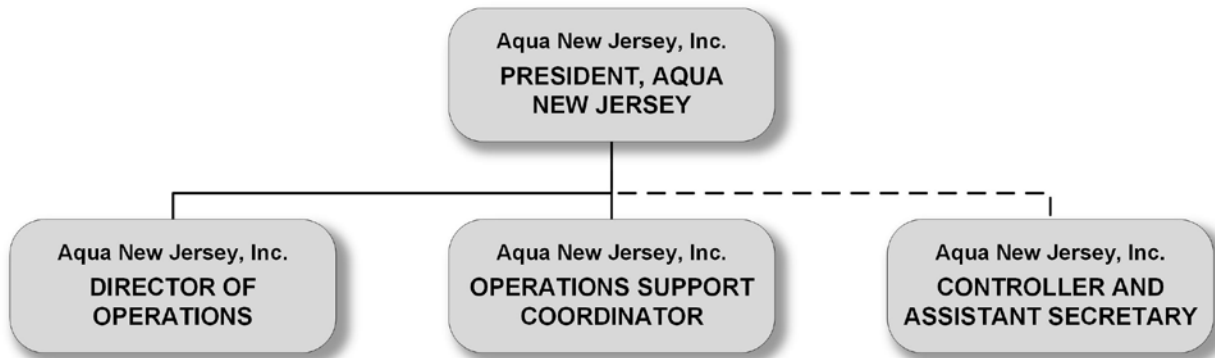 Aqua New Jersey, Inc.
PRESIDENT, AQUA
NEW JERSEY
Aqua New Jersey, Inc.
DIRECTOR OF
OPERATIONS
Aqua New Jersey, Inc.
OPERATIONS SUPPORT
COORDINATOR
Aqua New Jersey, Inc.
CONTROLLER AND
ASSISTANT SECRETARY